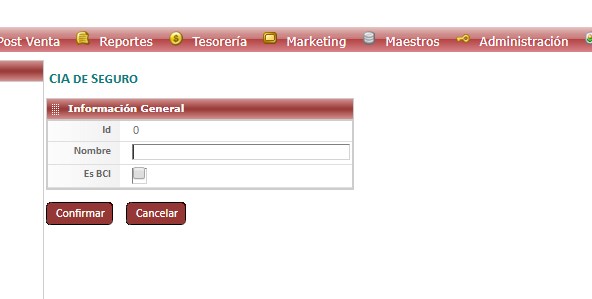 Post Venta Reportes Tesorería Marketing Maestros Administración
CIA DE SEGURO
Información General
Id 0
Nombre
Es BCI
Confirmar Cancelar